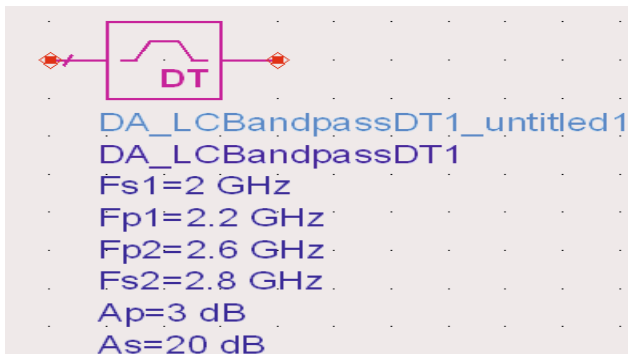 DT
DA_LCBandpassDT1_untitled1
DA_LCBandpassDT1
Fs1=2 GHz
Fp1=2.2 GHz
Fp2=2.6 GHz
Fs2=2.8 GHz
Ap=3 dB
As=20 dB